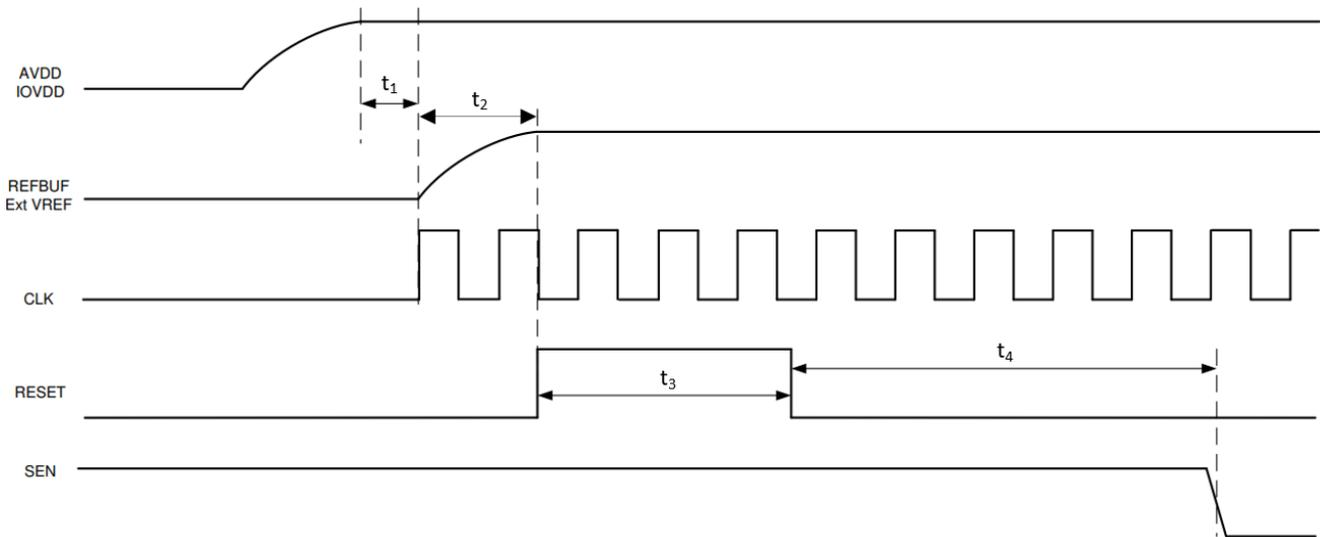 AVDD
IOVDD
t₁
t₂
REFBUF
Ext VREF
CLK
t₄
t₃
RESET
SEN